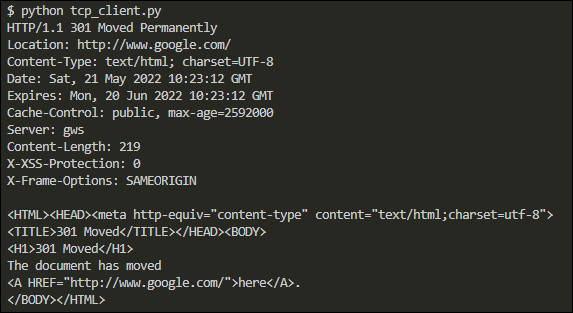 $ python tcp_client.py
HTTP/1.1 301 Moved Permanently
Location: http://www.google.com/
Content-Type: text/html; charset=UTF-8
Date: Sat, 21 May 2022 10:23:12 GMT
Expires: Mon, 20 Jun 2022 10:23:12 GMT
Cache-Control: public, max-age=2592000
Server: gws
Content-Length: 219
X-XSS-Protection: 0
X-Frame-Options: SAMEORIGIN

<HTML><HEAD><meta http-equiv="content-type" content="text/html;charset=utf-8">
<TITLE>301 Moved</TITLE></HEAD><BODY>
<H1>301 Moved</H1>
The document has moved
<A HREF="http://www.google.com/">here</A>.
</BODY></HTML>